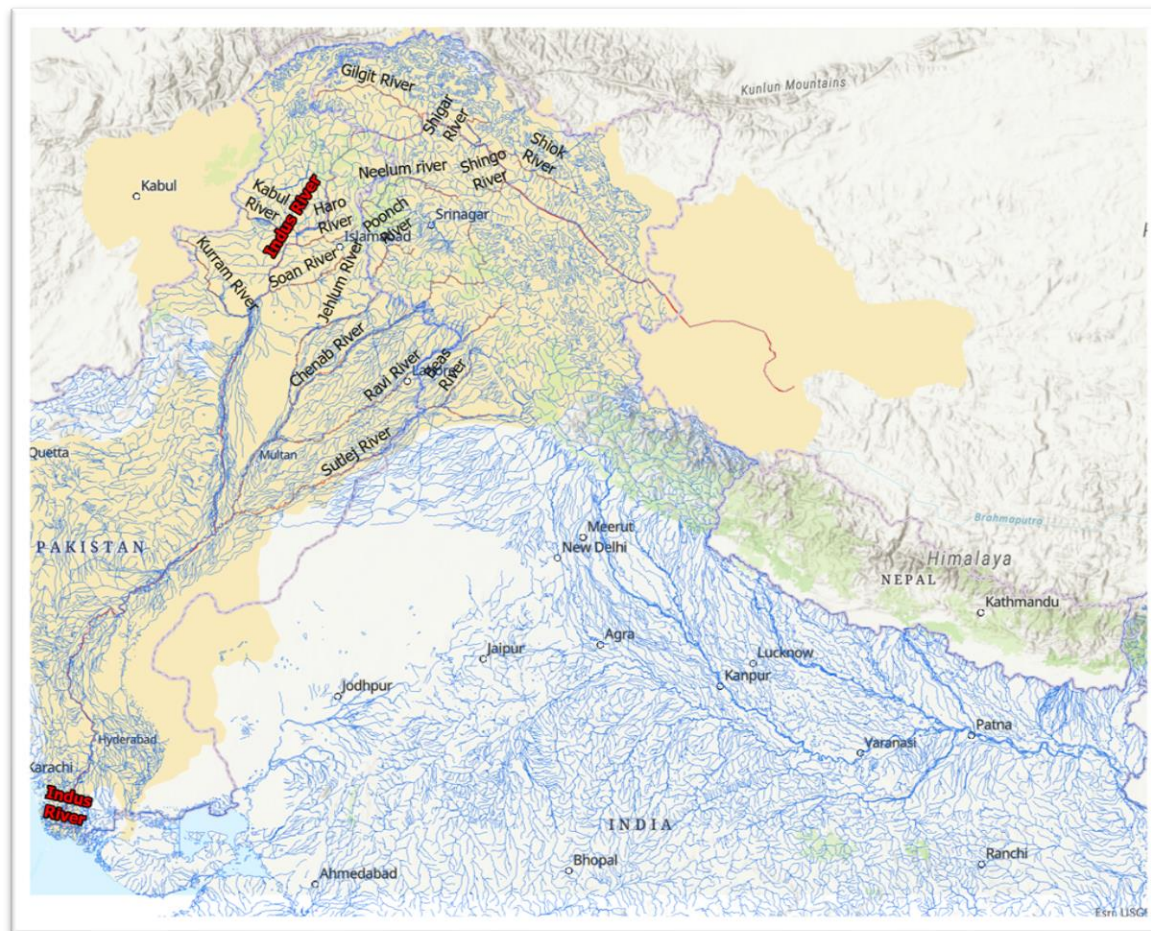 Kunlun Mountains
Gilgit River
Shigar
River
Shiok
River
Neelum river
Shingo
River
Kabul
Kabul
River
Indus River
Haro
River
Poonch
River
Srinagar
Islamabad
Kurram River
Soan River
Jehlum River
Chenab River
Ravi River
Lahore
Beas
River
Sutlej River
Quetta
Multan
PAKISTAN
Meerut
New Delhi
Brahmaputra
Himalaya
NEPAL
Kathmandu
Agra
Jaipur
Lucknow
Kanpur
Jodhpur
Patna
Varanasi
Hyderabad
Karachi
Indus
River
INDIA
Bhopal
Ranchi
Ahmedabad